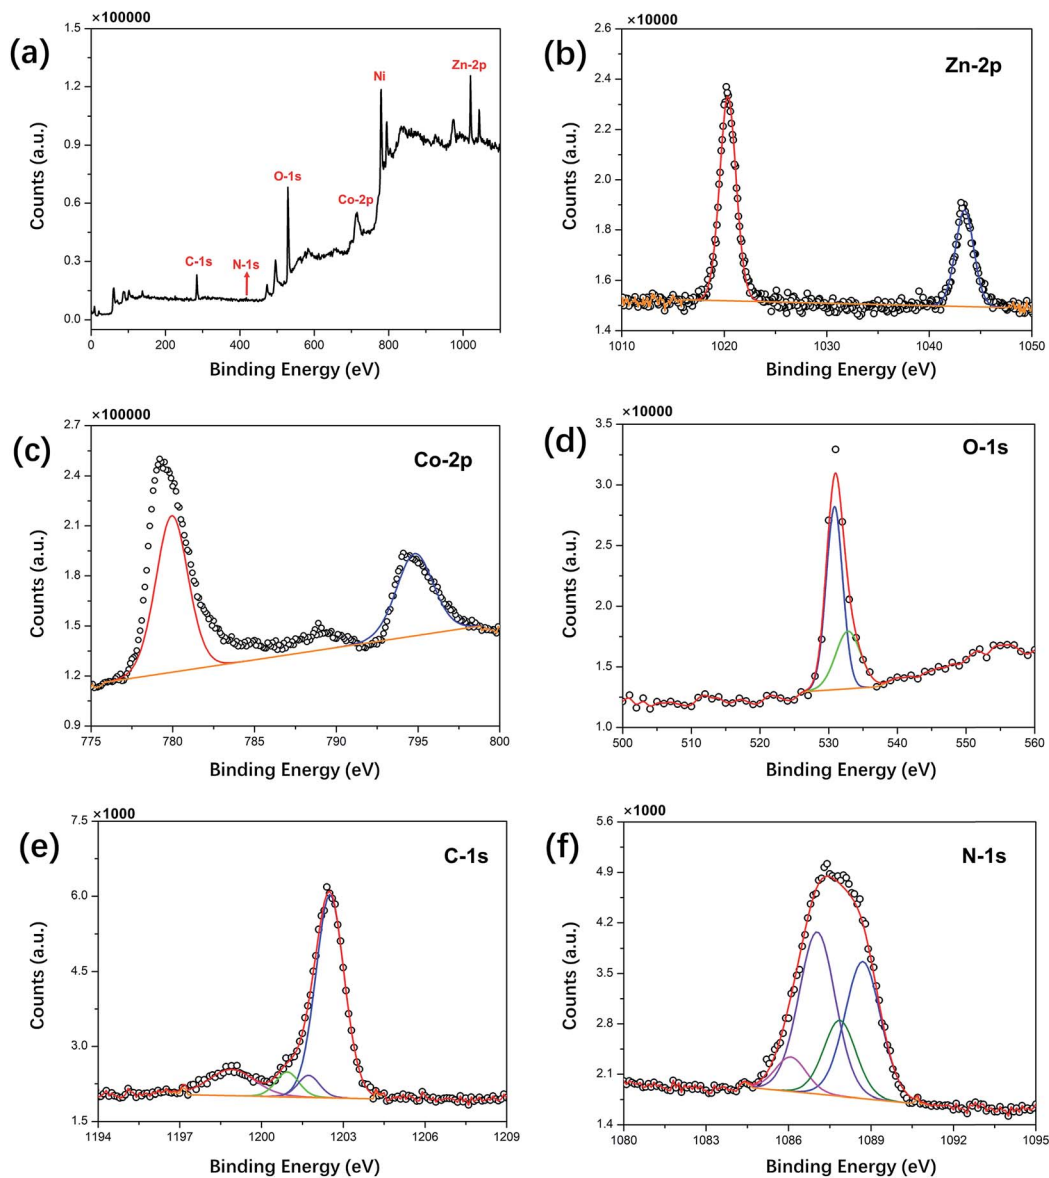 (a)
×100000
1.5
1.2
0.9
0.6
0.3
0.0
Counts (a.u.)
C-1s
N-1s
O-1s
Co-2p
Ni
Zn-2p
0 200 400 600 800 1000
Binding Energy (eV)
(b)
×10000
Zn-2p
2.6
2.4
2.2
2.0
1.8
1.6
1.4
Counts (a.u.)
1010 1020 1030 1040 1050
Binding Energy (eV)
(c)
×100000
Co-2p
2.7
2.4
2.1
1.8
1.5
1.2
0.9
Counts (a.u.)
775 780 785 790 795 800
Binding Energy (eV)
(d)
×10000
O-1s
3.5
3.0
2.5
2.0
1.5
1.0
Counts (a.u.)
500 510 520 530 540 550 560
Binding Energy (eV)
(e)
×1000
C-1s
7.5
6.0
4.5
3.0
1.5
Counts (a.u.)
1194 1197 1200 1203 1206 1209
Binding Energy (eV)
(f)
×1000
N-1s
5.6
4.9
4.2
3.5
2.8
2.1
1.4
Counts (a.u.)
1080 1083 1086 1089 1092 1095
Binding Energy (eV)